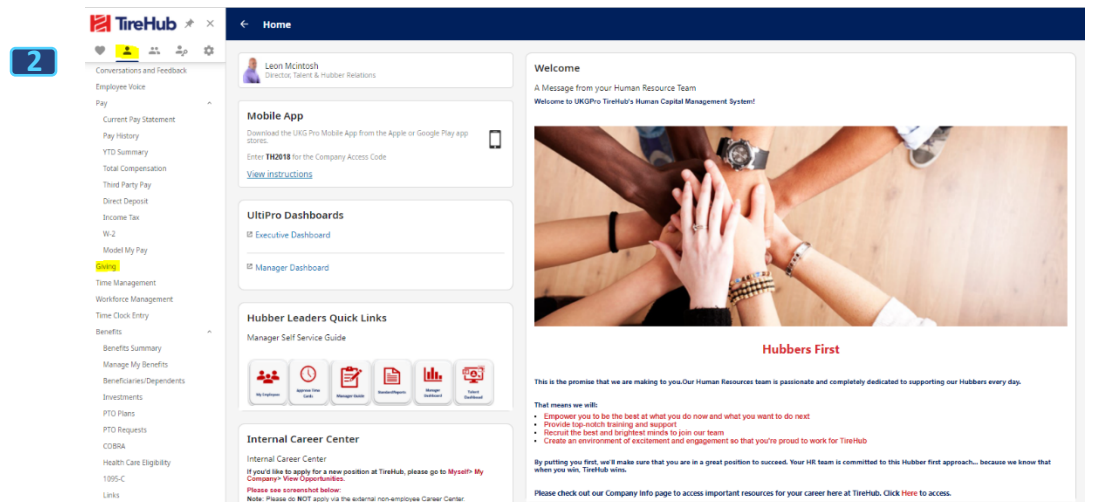 2
TireHub
Conversations and Feedback
Employee Voice
Pay
Current Pay Statement
Pay History
YTD Summary
Total Compensation
Third Party Pay
Direct Deposit
Income Tax
W-2
Model My Pay
Giving
Time Management
Workforce Management
Time Clock Entry
Benefits
Benefits Summary
Manage My Benefits
Beneficiaries/Dependents
Investments
PTO Plans
PTO Requests
COBRA
Health Care Eligibility
1095-C
Links
Home
Leon Mcintosh
Director, Talent & Hubber Relations
Mobile App
Download the UKG Pro Mobile App from the Apple or Google Play app
stores.
Enter TH2018 for the Company Access Code
View instructions
UltiPro Dashboards
Executive Dashboard
Manager Dashboard
Hubber Leaders Quick Links
Manager Self Service Guide
My Employees
Approve Time
Cards
Manager Guide
Standard Reports
Manager
Dashboard
Talent
Dashboard
Internal Career Center
Internal Career Center
If you'd like to apply for a new position at TireHub, please go to Myself> My
Company> View Opportunities.
Please see screenshot below:
Note: Please do NOT apply via the external non-employee Career Center.
Welcome
A Message from your Human Resource Team
Welcome to UKGPro TireHub's Human Capital Management System!
Hubbers First
This is the promise that we are making to you.Our Human Resources team is passionate and completely dedicated to supporting our Hubbers every day.
That means we will:
• Empower you to be the best at what you do now and what you want to do next
• Provide top-notch training and support
• Recruit the best and brightest minds to join our team
• Create an environment of excitement and engagement so that you're proud to work for TireHub
By putting you first, we'll make sure that you are in a great position to succeed. Your HR team is committed to this Hubber first approach... because we know that
when you win, TireHub wins.
Please check out our Company Info page to access important resources for your career here at TireHub. Click Here to access.